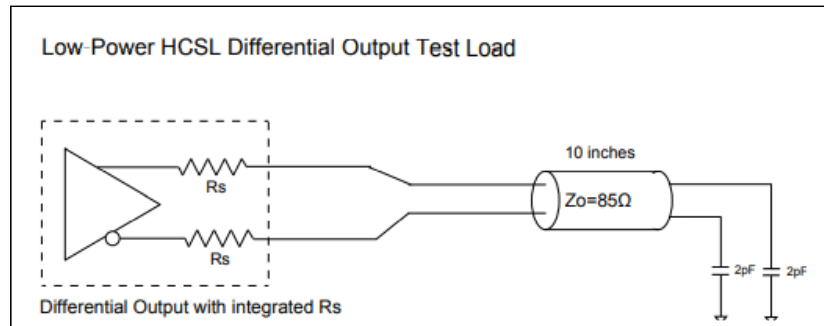 Low-Power HCSL Differential Output Test Load
10 inches
Rs
Zo=85Ω
Rs
2pF
2pF
Differential Output with integrated Rs